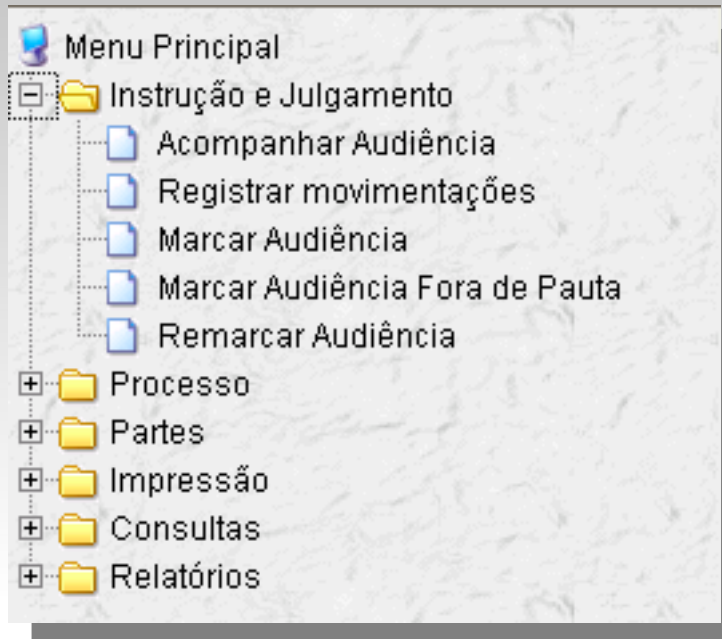 Menu Principal
Instrução e Julgamento
Acompanhar Audiência
Registrar movimentações
Marcar Audiência
Marcar Audiência Fora de Pauta
Remarcar Audiência
Processo
Partes
Impressão
Consultas
Relatórios